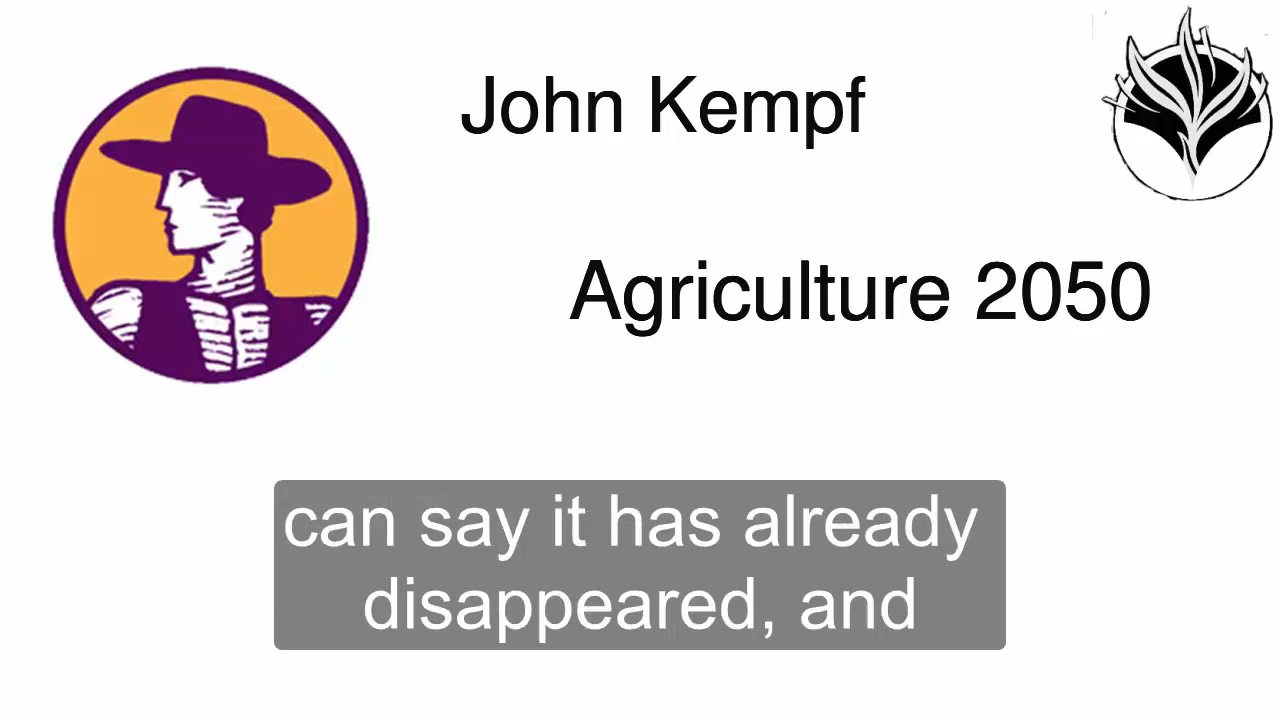 John Kempf
Agriculture 2050
can say it has already
disappeared, and